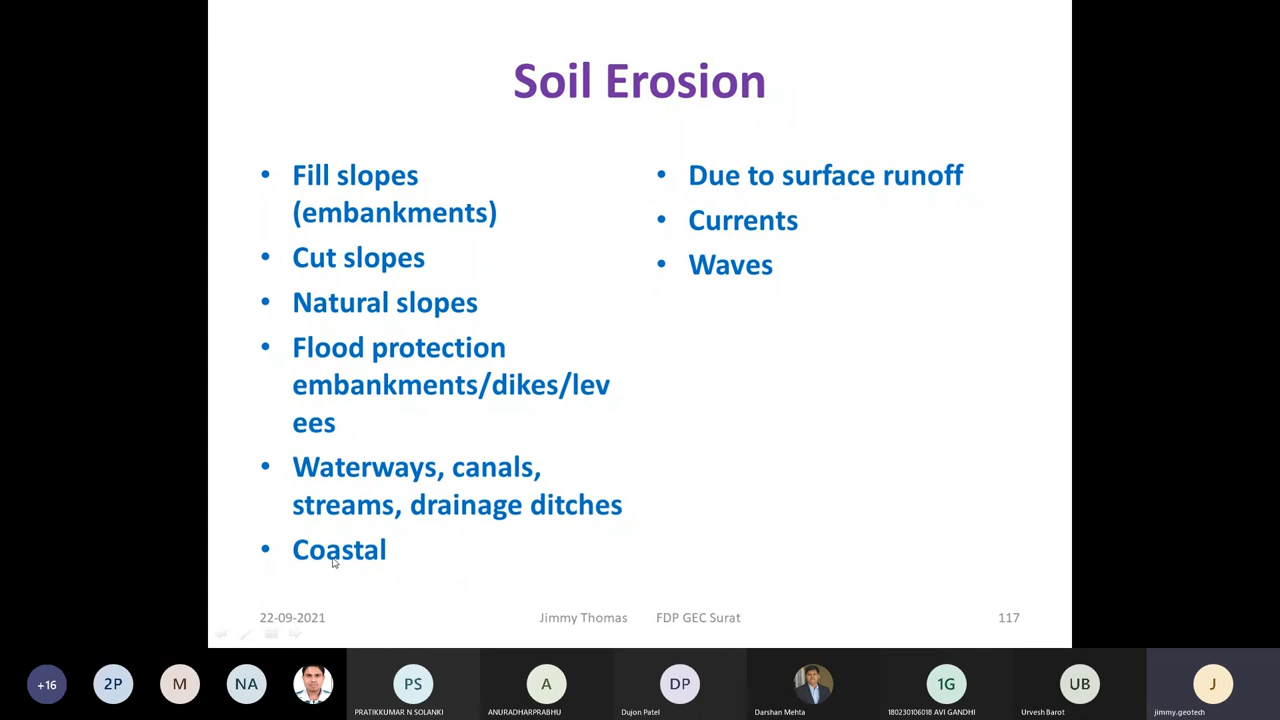 Soil Erosion
• Fill slopes
(embankments)
• Cut slopes
• Natural slopes
• Flood protection
embankments/dikes/lev
ees
• Waterways, canals,
streams, drainage ditches
• Coastal
• Due to surface runoff
• Currents
• Waves
22-09-2021
Jimmy Thomas FDP GEC Surat
117
+16
2P
M
NA
PS
PRATIKKUMAR N SOLANKI
A
ANURADHARPRABHU
DP
Dujon Patel
Darshan Mehta
1G
180230106018 AVI GANDHI
UB
Urvesh Barot
J
jimmy.geotech